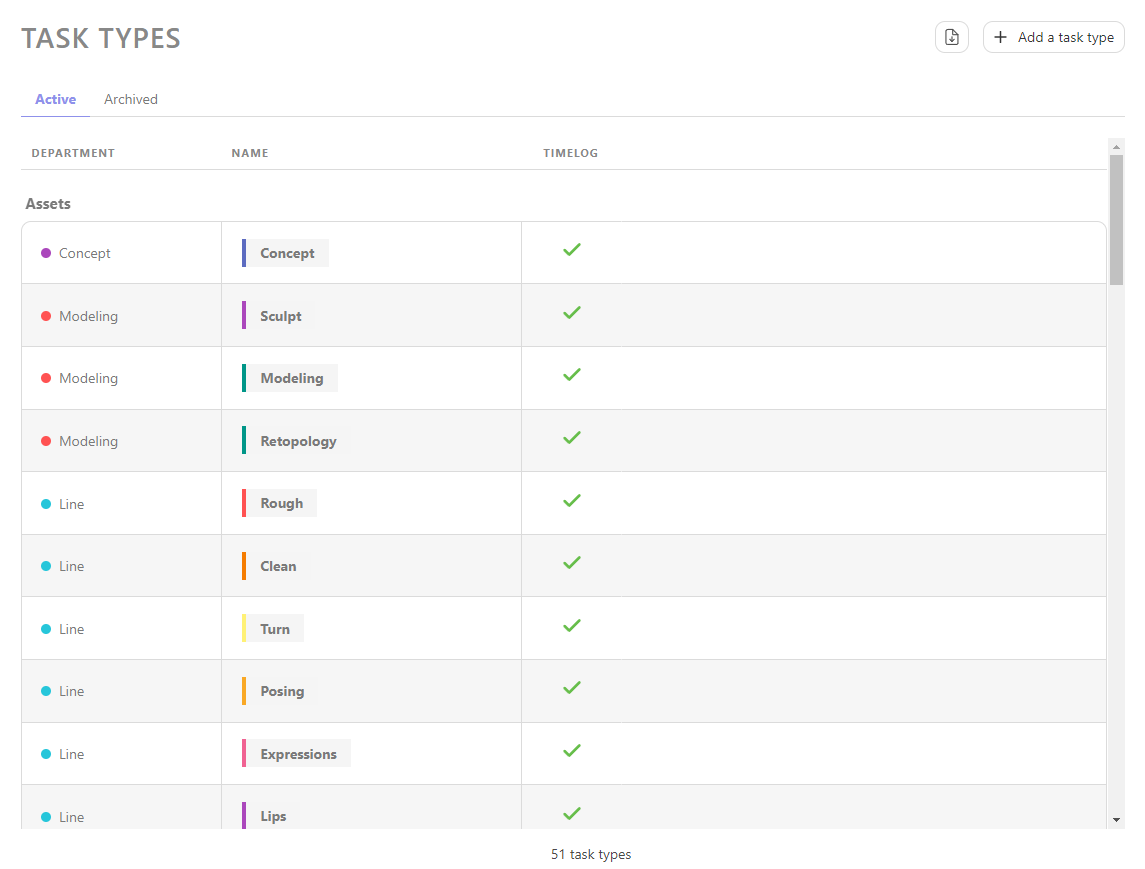 TASK TYPES
Add a task type
Active Archived
DEPARTMENT NAME TIMELOG
Assets
Concept Concept
Modeling Sculpt
Modeling Modeling
Modeling Retopology
Line Rough
Line Clean
Line Turn
Line Posing
Line Expressions
Line Lips
51 task types